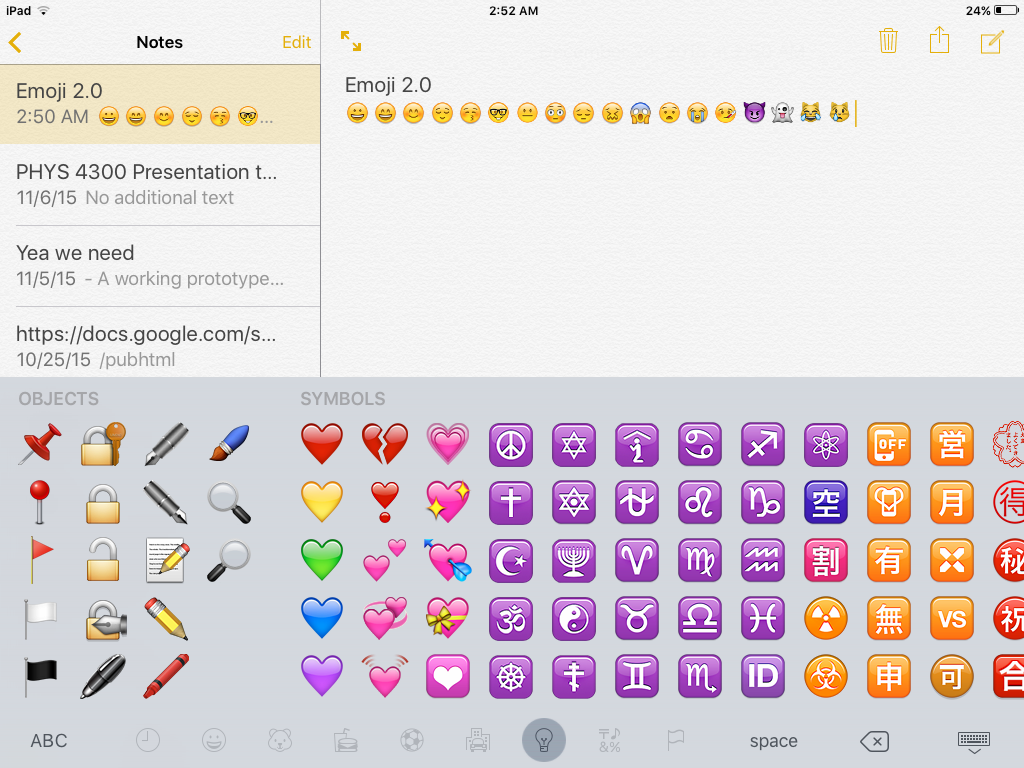 iPad
2:52 AM
24%
Notes
Edit
Emoji 2.0
2:50 AM 😀😄😊😌😚🤓...
PHYS 4300 Presentation t...
11/6/15 No additional text
Yea we need
11/5/15 - A working prototype...
https://docs.google.com/s...
10/25/15 /pubhtml
Emoji 2.0
😀😄😊😌😚🤓😐😳😔😖😱😧😭🤒😈👻😹😿
OBJECTS
SYMBOLS
OFF 営
空 月 得
割 有 秘
無 VS 祝
ID 申 可 合
ABC
&%
space